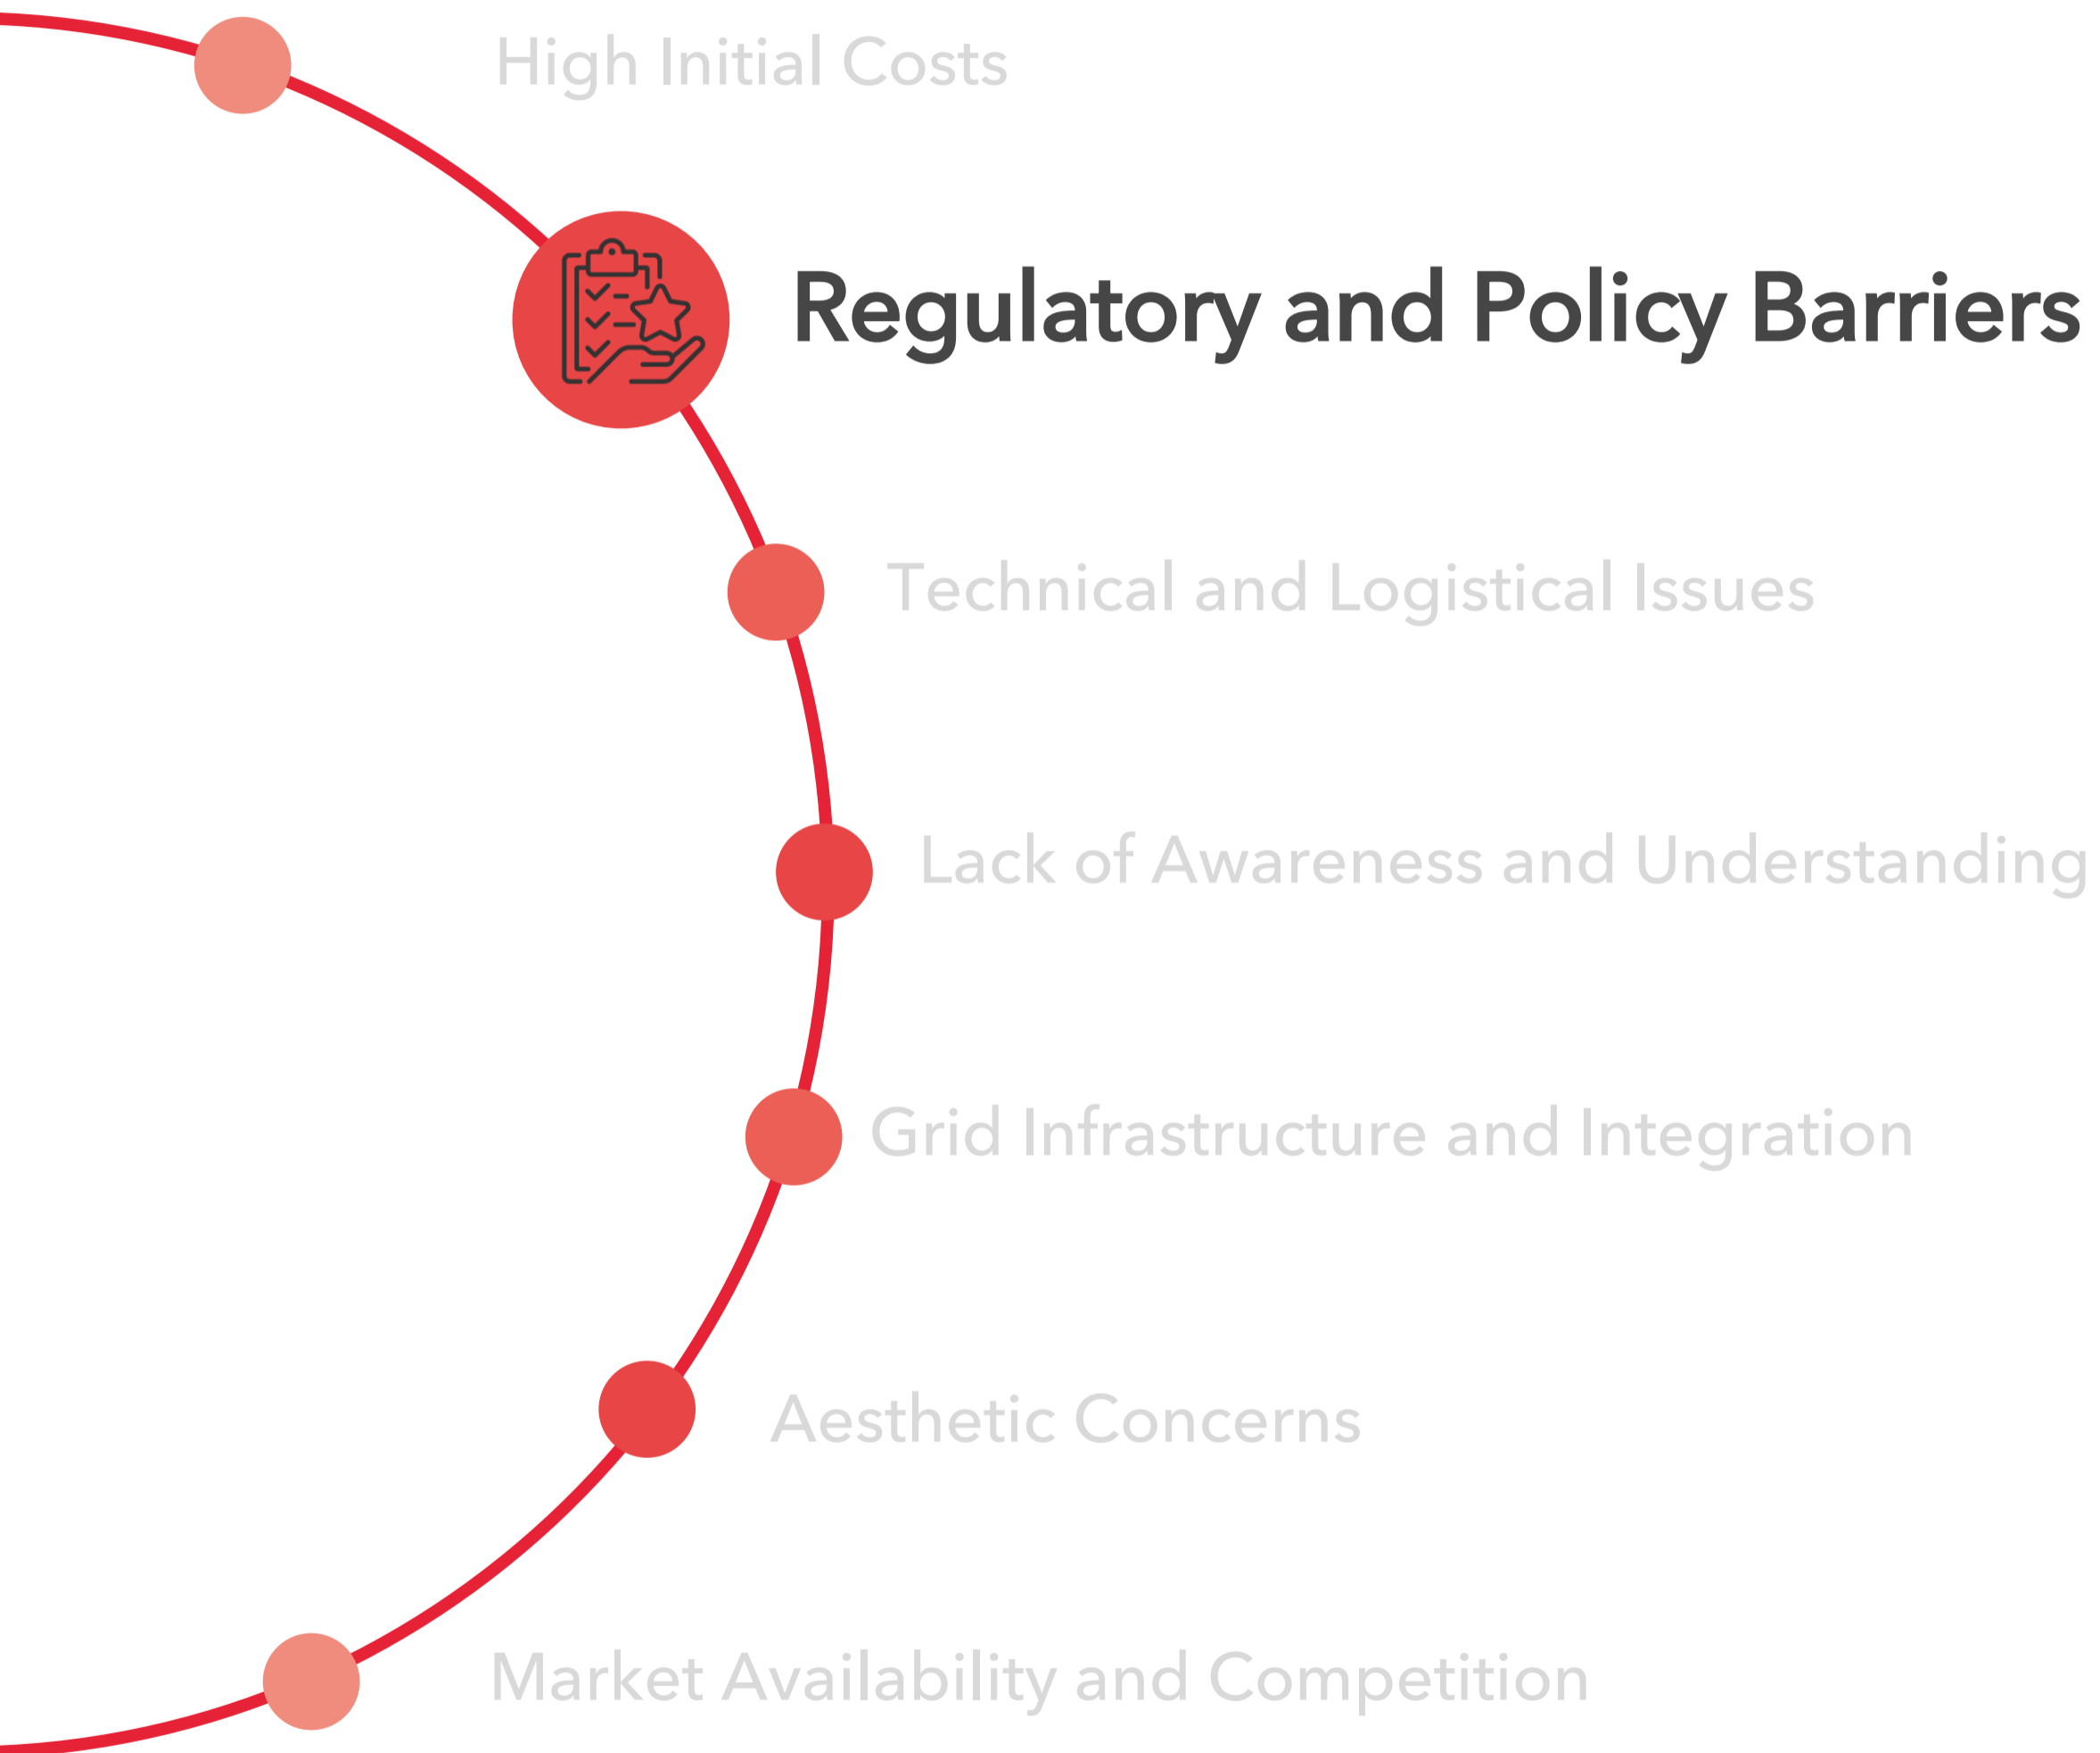 High Initial Costs
Regulatory and Policy Barriers
Technical and Logistical Issues
Lack of Awareness and Understanding
Grid Infrastructure and Integration
Aesthetic Concerns
Market Availability and Competition